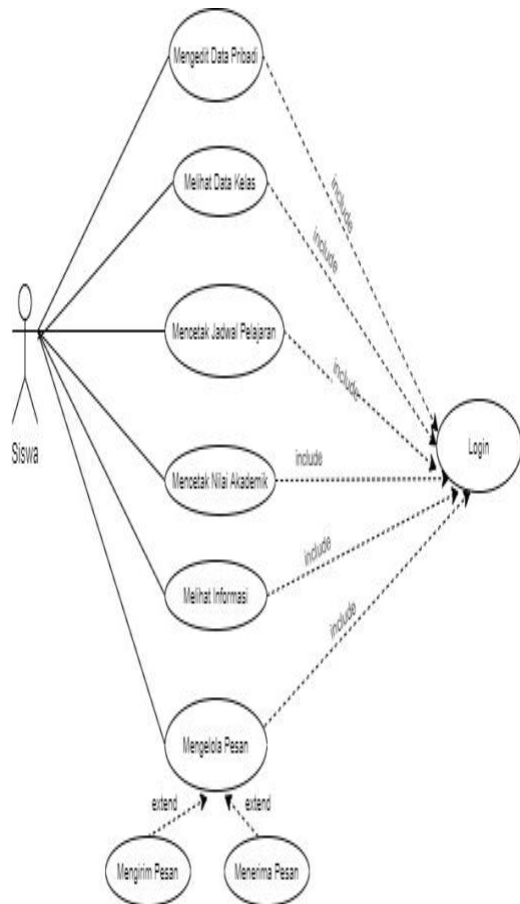 Mengedit Data Pribadi
include
Melihat Data Kelas
include
Mencetak Jadwal Pelajaran
include
Siswa
Login
Mencetak Nilai Akademik
include
Melihat Informasi
include
Mengelola Pesan
include
extend
extend
Mengirim Pesan
Menerima Pesan